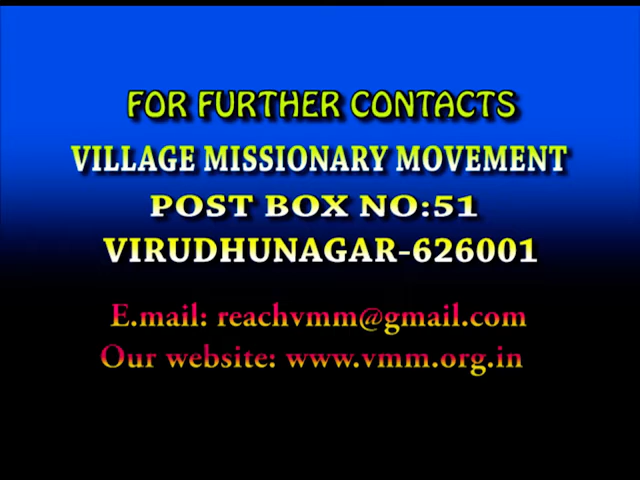 FOR FURTHER CONTACTS
VILLAGE MISSIONARY MOVEMENT
POST BOX NO:51
VIRUDHUNAGAR-626001
E.mail: reachvmm@gmail.com
Our website: www.vmm.org.in